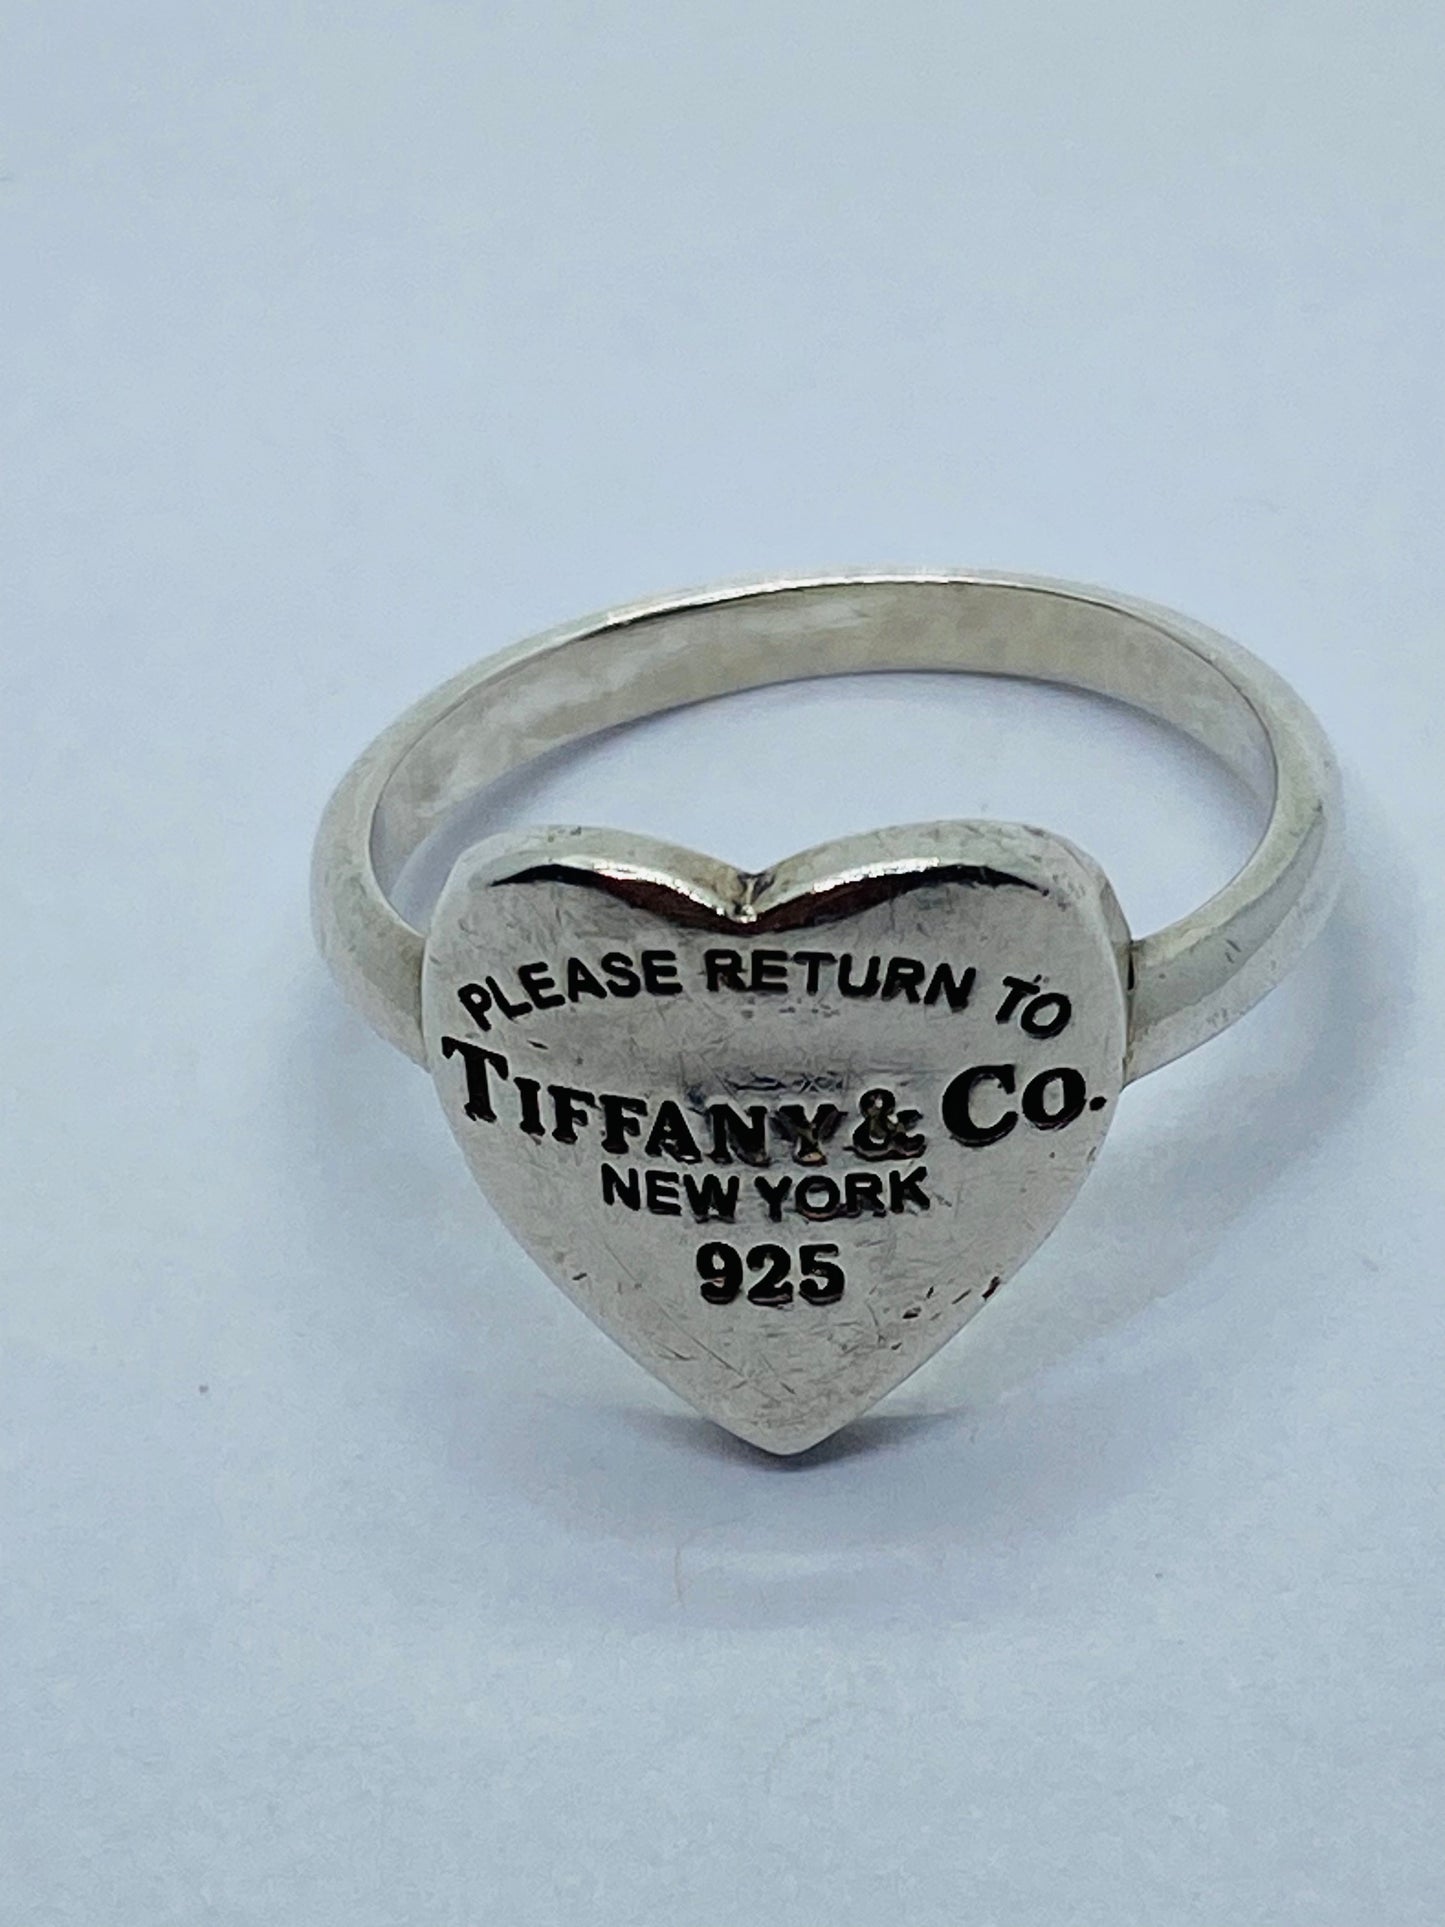 PLEASE RETURN TO
TIFFANY & CO.
NEW YORK
925